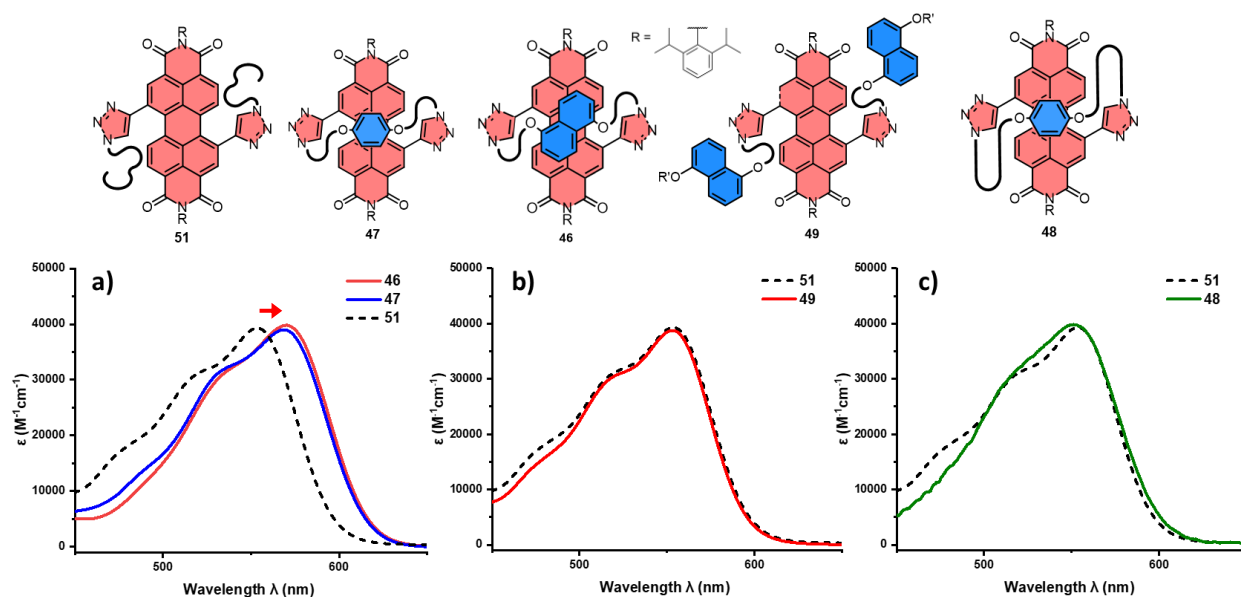 R
O N O
N N N
N N N
O N O
R
51
R
O N O
N N N
O O
N N N
O N O
R
47
R
O N O
N N N
O O
N N N
O N O
R
46
R =
OR'
O
R
O N O
N N N
N N N
O
R'O
O N O
R
49
R
O N O
N N N
O O
N N N
O N O
R
48
a)
46
47
51
ε (M⁻¹cm⁻¹)
50000
40000
30000
20000
10000
0
500 550 600
Wavelength λ (nm)
b)
51
49
ε (M⁻¹cm⁻¹)
50000
40000
30000
20000
10000
0
500 600
Wavelength λ (nm)
c)
51
48
ε (M⁻¹cm⁻¹)
50000
40000
30000
20000
10000
0
500 600
Wavelength λ (nm)